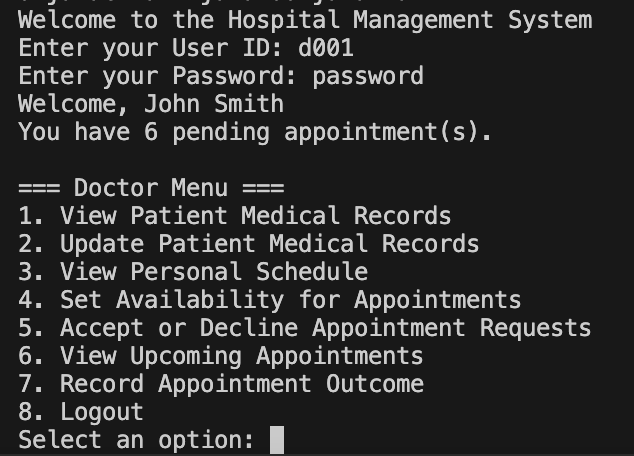 Welcome to the Hospital Management System
Enter your User ID: d001
Enter your Password: password
Welcome, John Smith
You have 6 pending appointment(s).
=== Doctor Menu ===
1. View Patient Medical Records
2. Update Patient Medical Records
3. View Personal Schedule
4. Set Availability for Appointments
5. Accept or Decline Appointment Requests
6. View Upcoming Appointments
7. Record Appointment Outcome
8. Logout
Select an option: